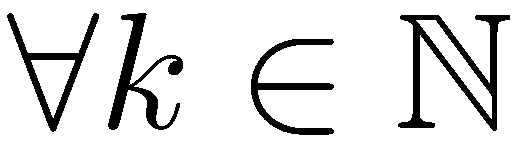 ∀k ∈ ℕ